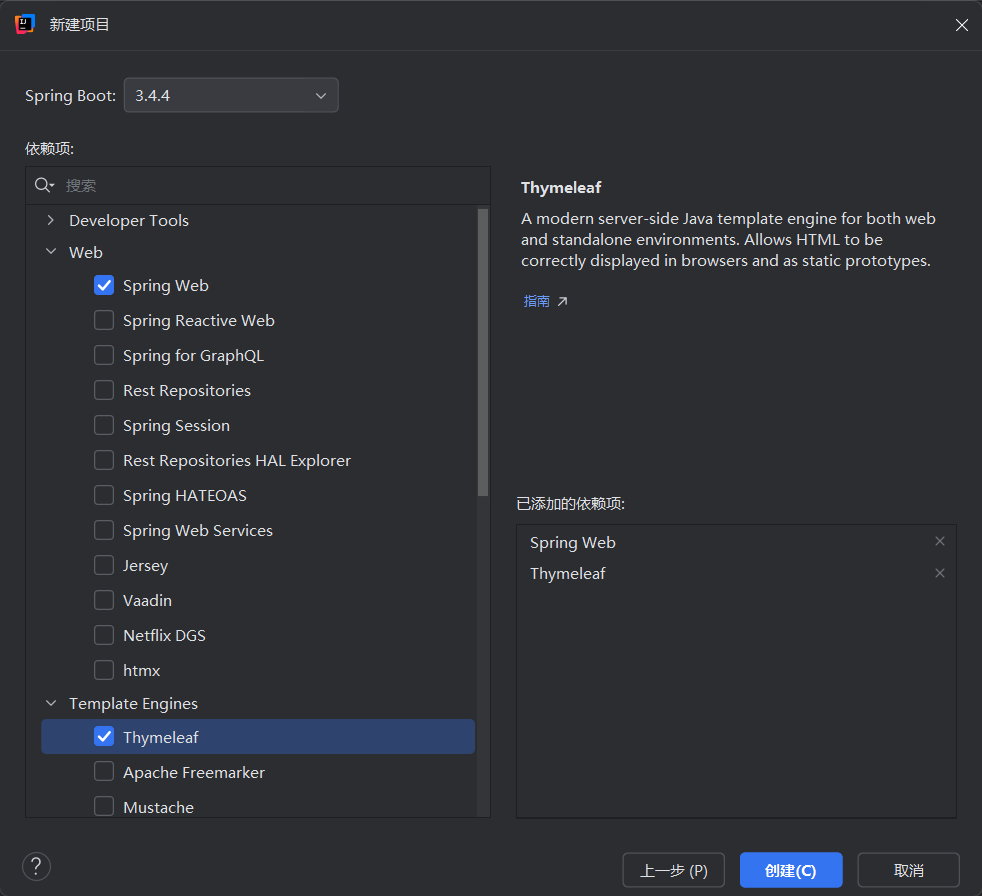 新建项目
Spring Boot: 3.4.4
依赖项:
搜索
Developer Tools
Web
Spring Web
Spring Reactive Web
Spring for GraphQL
Rest Repositories
Spring Session
Rest Repositories HAL Explorer
Spring HATEOAS
Spring Web Services
Jersey
Vaadin
Netflix DGS
htmx
Template Engines
Thymeleaf
Apache Freemarker
Mustache
Thymeleaf
A modern server-side Java template engine for both web
and standalone environments. Allows HTML to be
correctly displayed in browsers and as static prototypes.
指南
已添加的依赖项:
Spring Web
Thymeleaf
?
上一步 (P)
创建(C)
取消